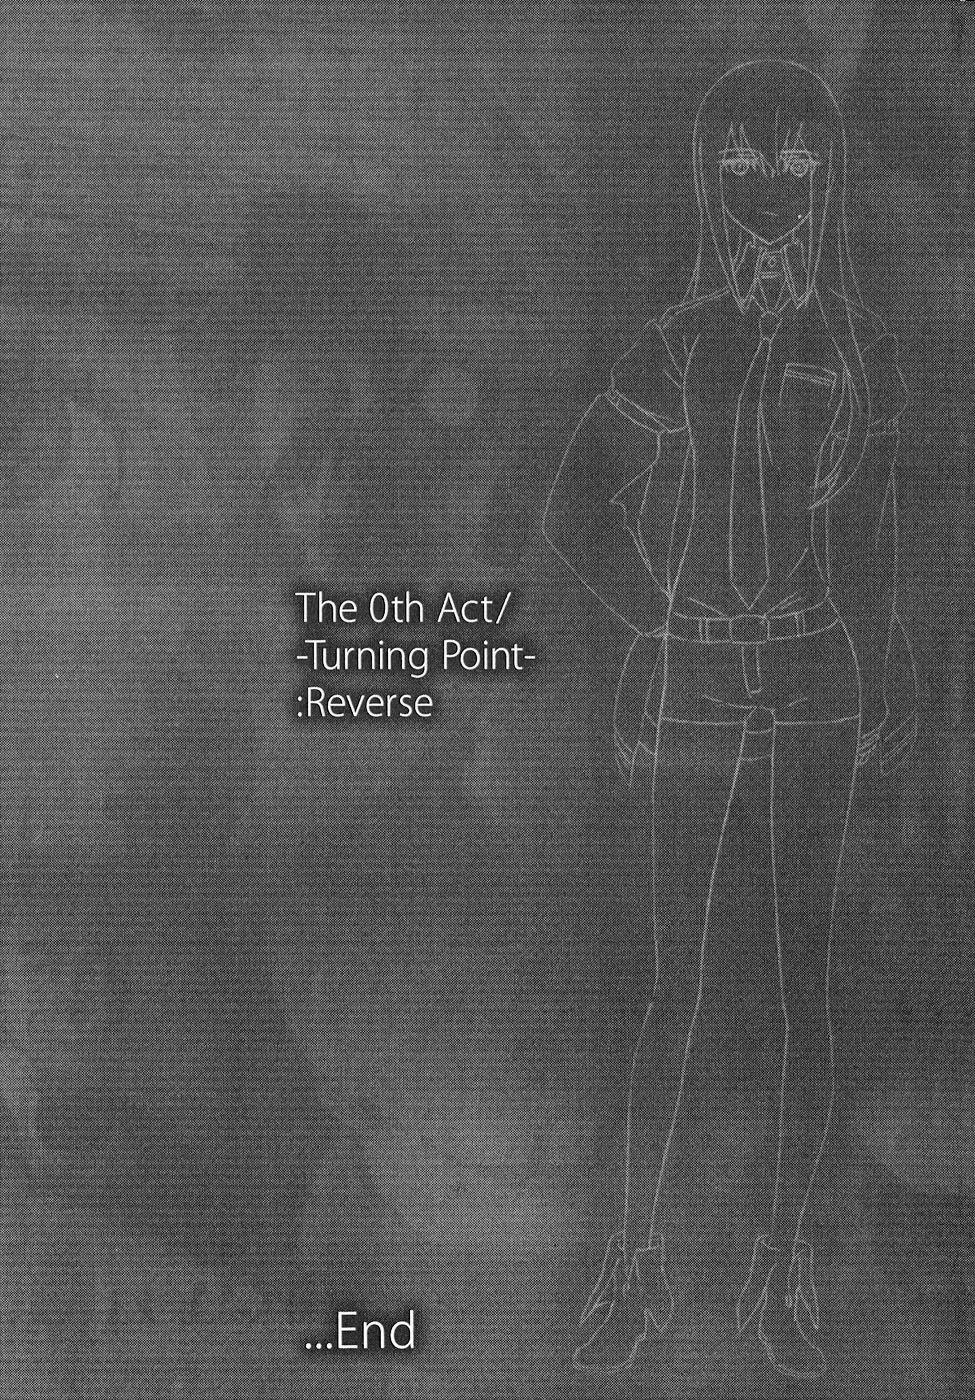 The 0th Act/
-Turning Point-
:Reverse
...End